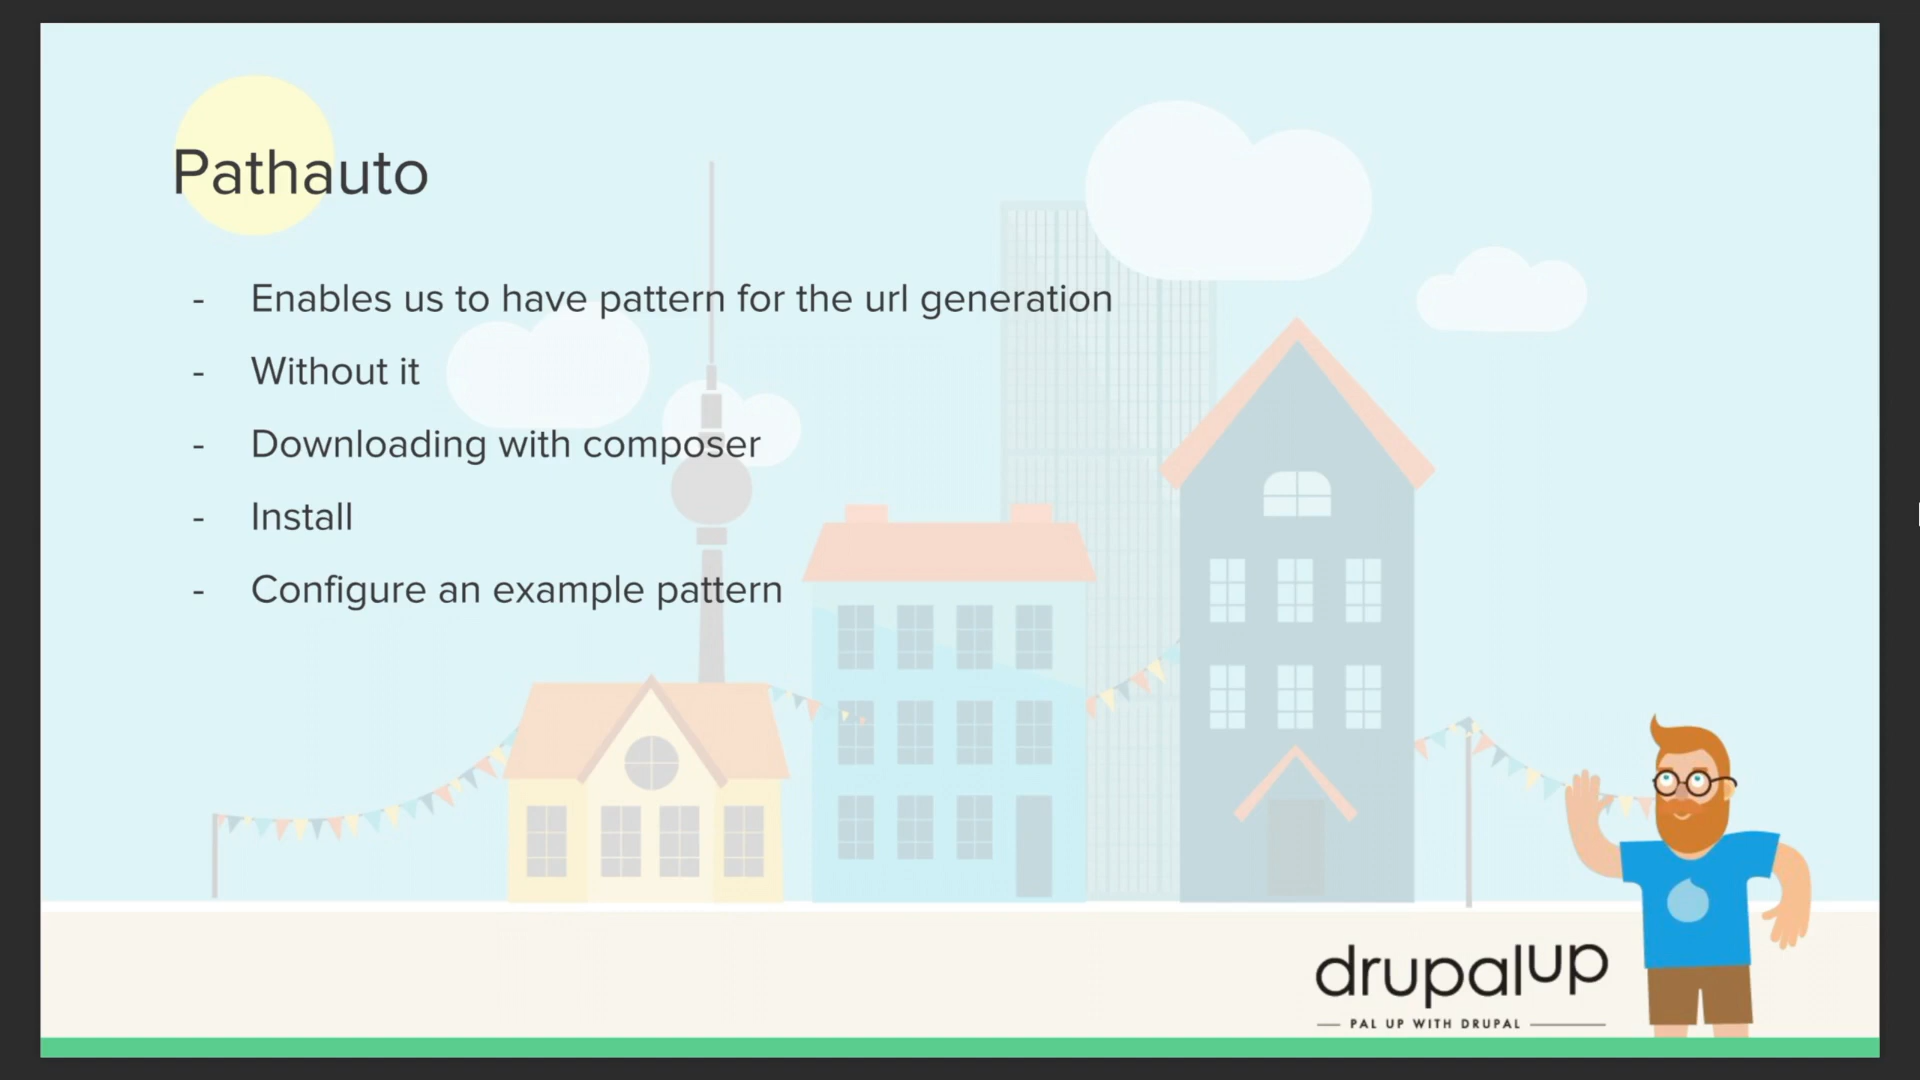 Pathauto
- Enables us to have pattern for the url generation
- Without it
- Downloading with composer
- Install
- Configure an example pattern
drupalup
PAL UP WITH DRUPAL